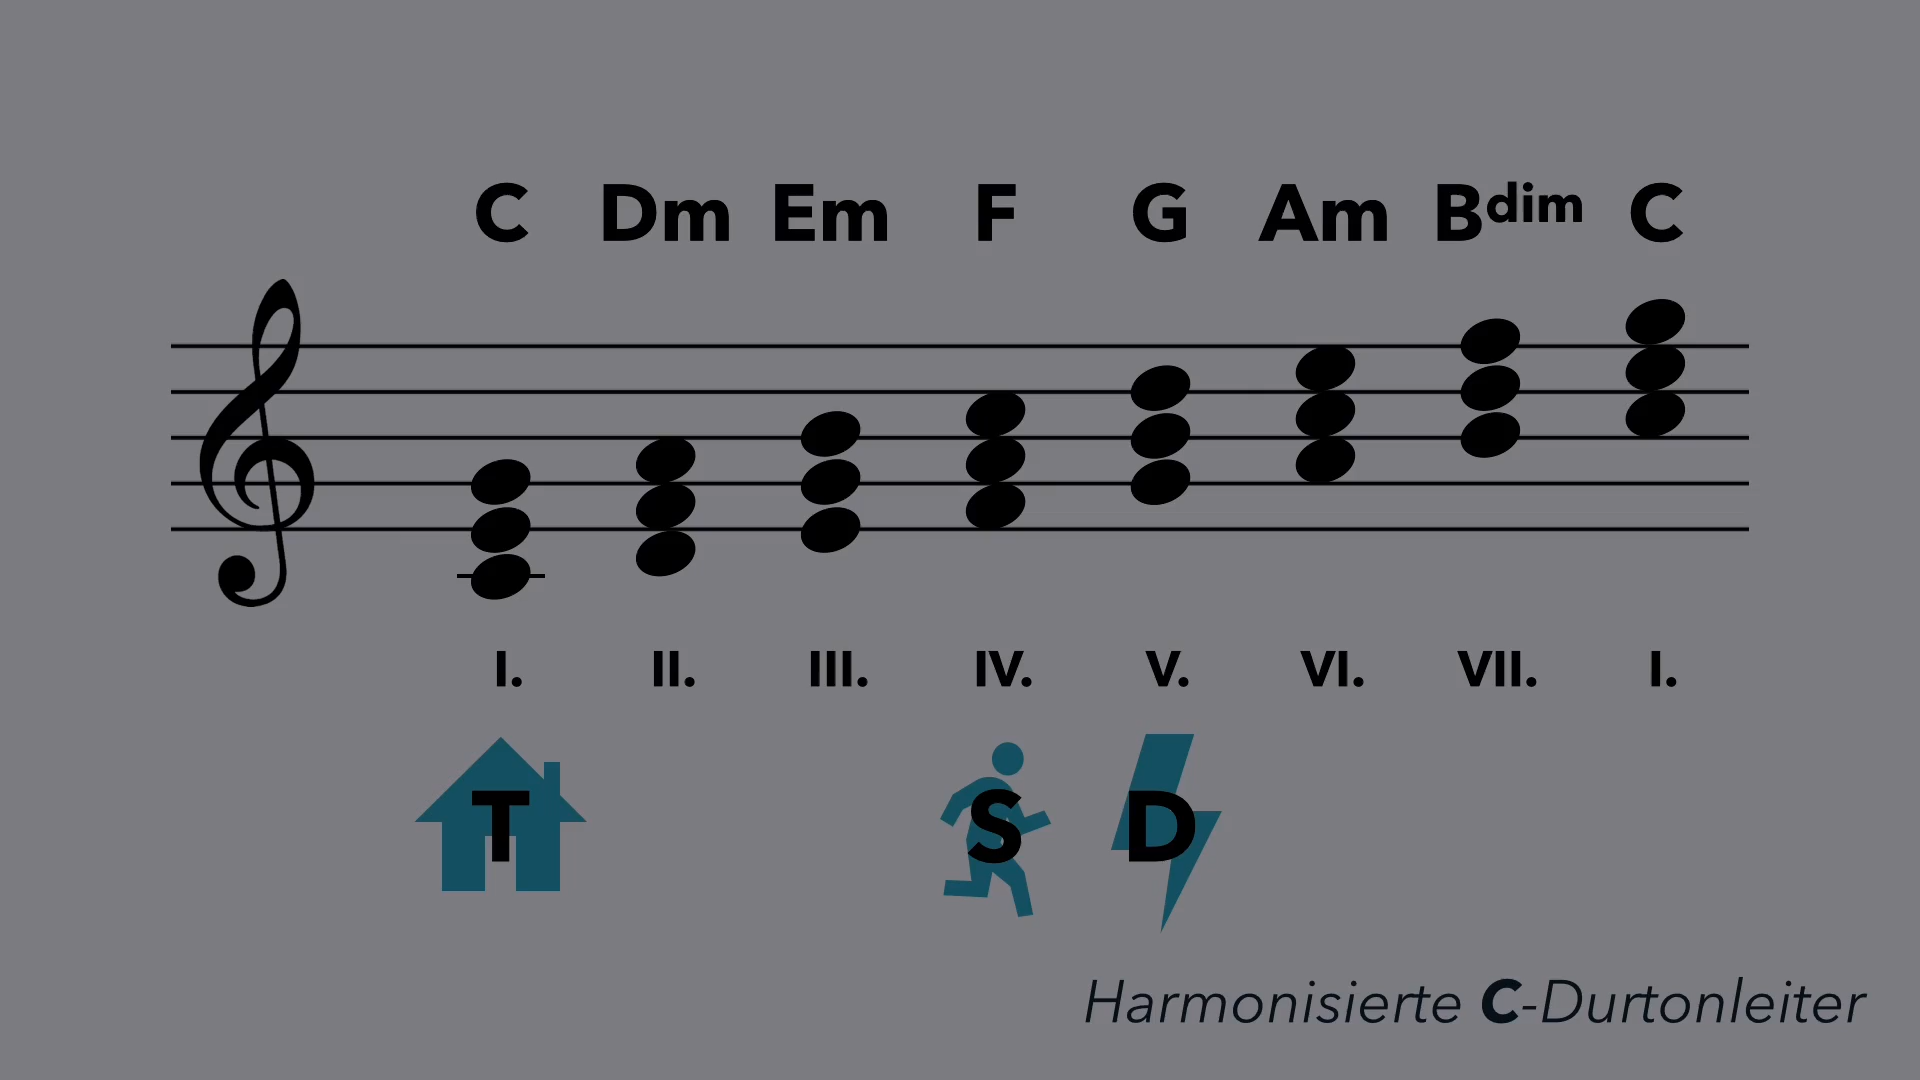 C Dm Em F G Am Bdim C
I. II. III. IV. V. VI. VII. I.
T S D
Harmonisierte C-Durtonleiter